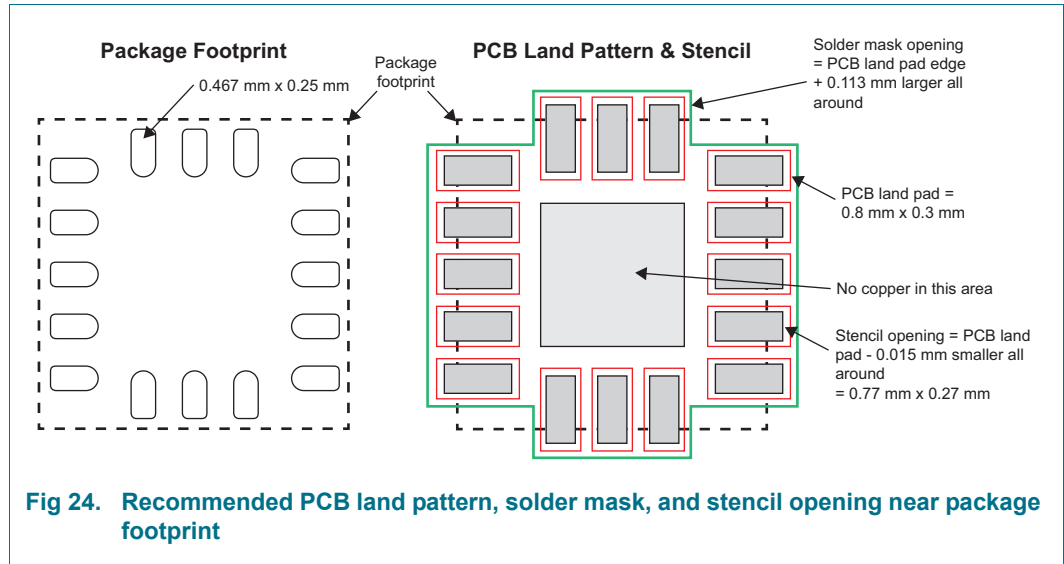 Package Footprint
0.467 mm x 0.25 mm
Package
footprint
PCB Land Pattern & Stencil
Solder mask opening
= PCB land pad edge
+ 0.113 mm larger all
around
PCB land pad =
0.8 mm x 0.3 mm
No copper in this area
Stencil opening = PCB land
pad - 0.015 mm smaller all
around
= 0.77 mm x 0.27 mm
Fig 24. Recommended PCB land pattern, solder mask, and stencil opening near package
footprint